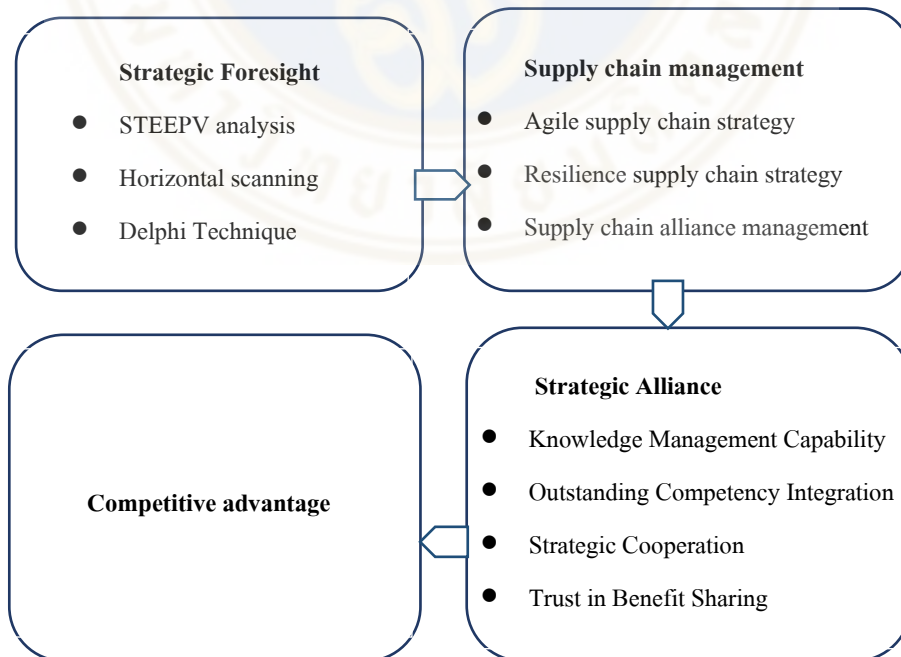 Strategic Foresight
● STEEPV analysis
● Horizontal scanning
● Delphi Technique
Supply chain management
● Agile supply chain strategy
● Resilience supply chain strategy
● Supply chain alliance management
Strategic Alliance
● Knowledge Management Capability
● Outstanding Competency Integration
● Strategic Cooperation
● Trust in Benefit Sharing
Competitive advantage